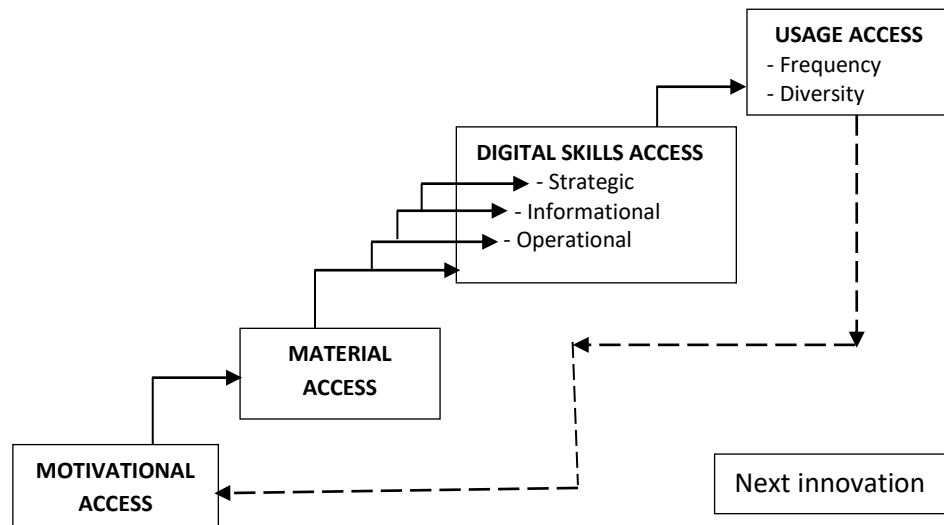 USAGE ACCESS
- Frequency
- Diversity
DIGITAL SKILLS ACCESS
- Strategic
- Informational
- Operational
MATERIAL
ACCESS
MOTIVATIONAL
ACCESS
Next innovation